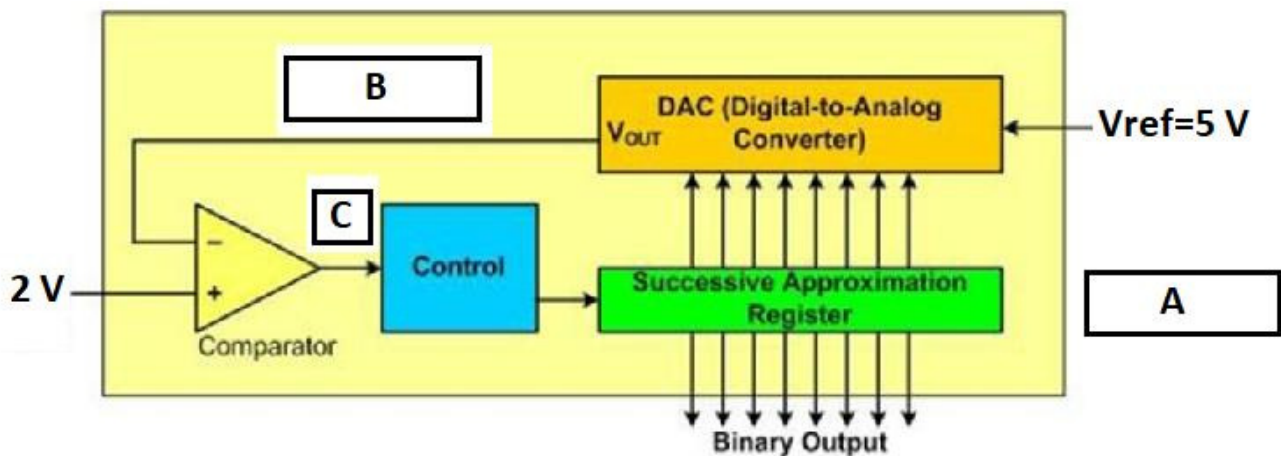 B
DAC (Digital-to-Analog
Converter)
VOUT
Vref=5 V
C
−
+
2 V
Control
Comparator
Successive Approximation
Register
A
Binary Output